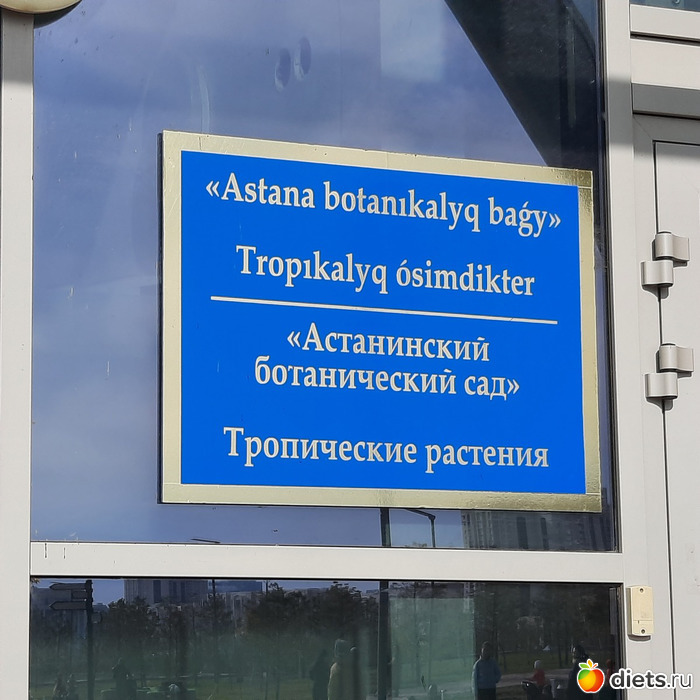 «Astana botanıkalyq baǵy»
Tropıkalyq ósimdikter
«Астанинский
ботанический сад»
Тропические растения
diets.ru